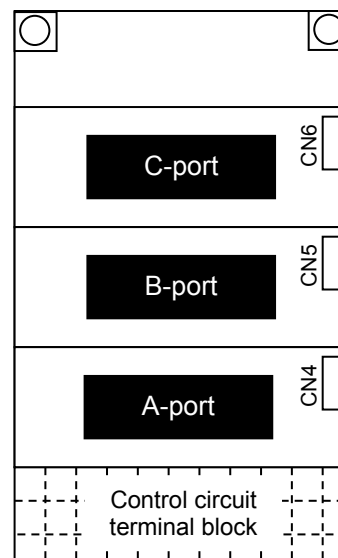 C-port
CN6
B-port
CN5
A-port
CN4
Control circuit
terminal block